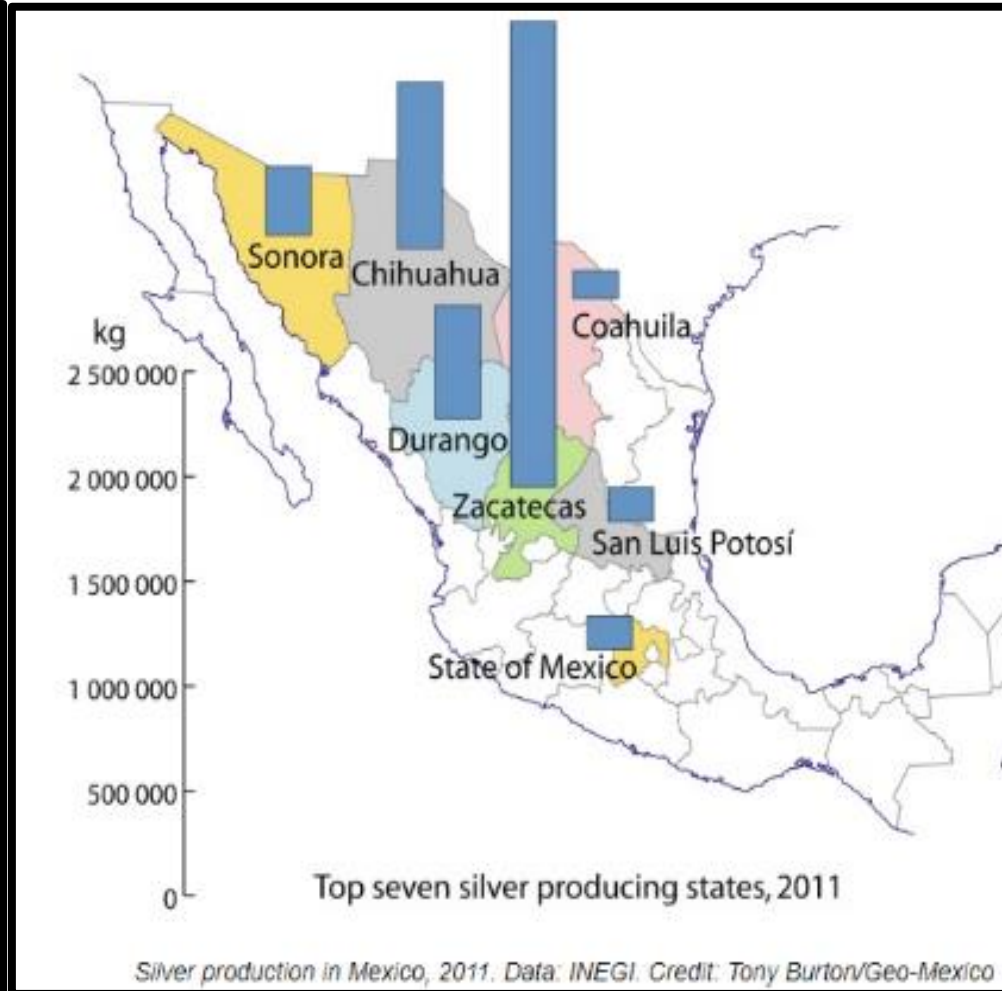 Sonora
Chihuahua
Coahuila
kg
2 500 000
Durango
2 000 000
Zacatecas
San Luis Potosí
1 500 000
State of Mexico
1 000 000
500 000
0
Top seven silver producing states, 2011
Silver production in Mexico, 2011. Data: INEGI. Credit: Tony Burton/Geo-Mexico